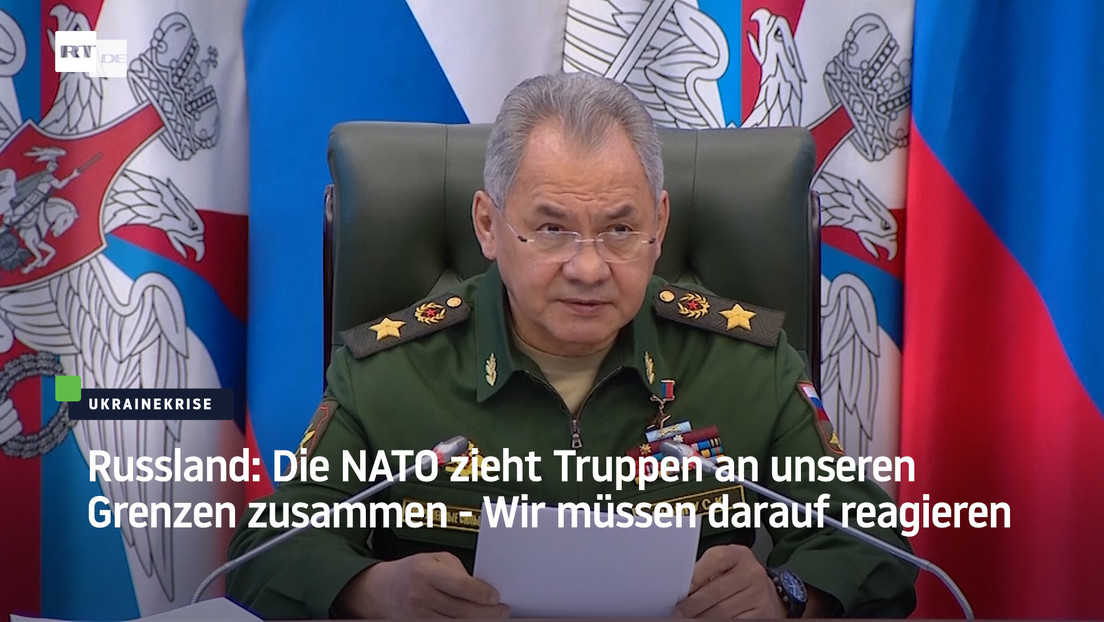 RT DE
UKRAINEKRISE
Russland: Die NATO zieht Truppen an unseren
Grenzen zusammen - Wir müssen darauf reagieren